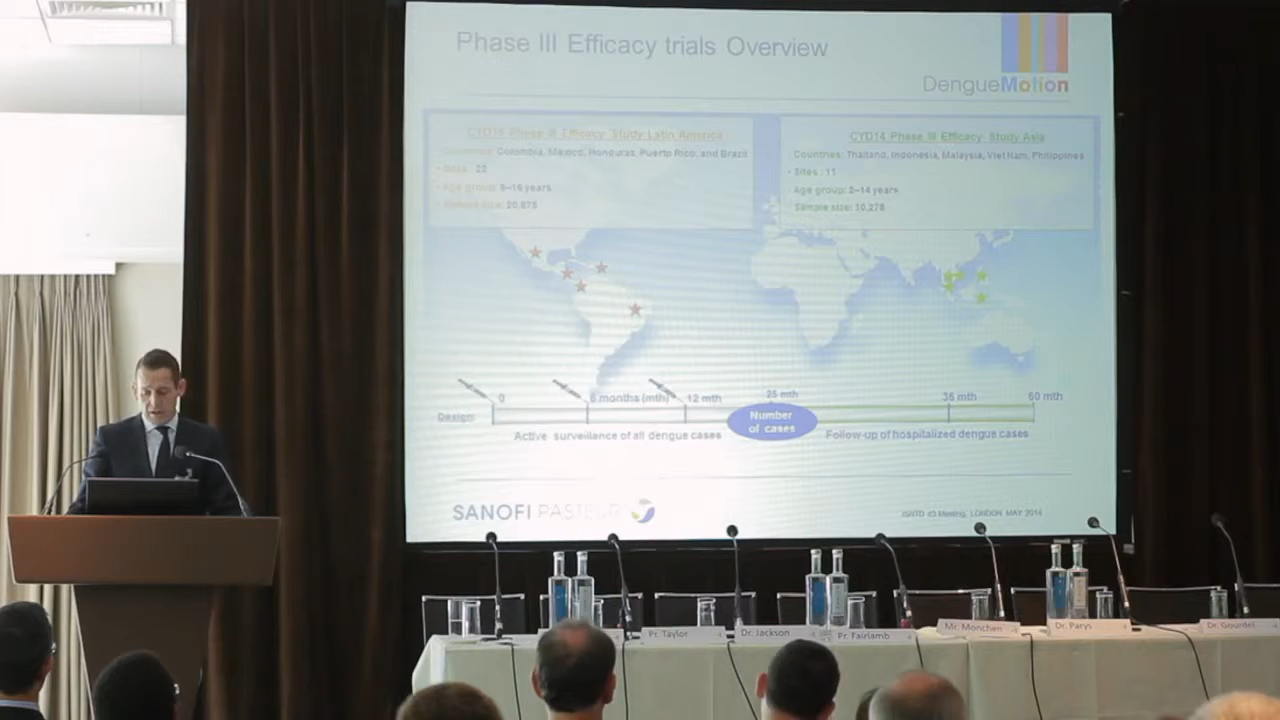 Phase III Efficacy trials Overview
DengueMotion
CYD15 Phase III Efficacy Study Latin America
Countries: Colombia, Mexico, Honduras, Puerto Rico, and Brazil
• Sites : 22
• Age group: 9–16 years
• Sample size: 20,875
CYD14 Phase III Efficacy Study Asia
Countries: Thailand, Indonesia, Malaysia, Viet Nam, Philippines
• Sites : 11
Age group: 2–14 years
Sample size: 10,278
0
6 months (mth)
12 mth
25 mth
36 mth
60 mth
Design:
Number
of cases
Active surveillance of all dengue cases
Follow-up of hospitalized dengue cases
SANOFI PASTEUR
ISNTD d3 Meeting, LONDON MAY 2014
Pr. Taylor
Dr. Jackson
Pr. Fairlamb
Mr. Monchen
Dr. Parys
Dr. Gourdel